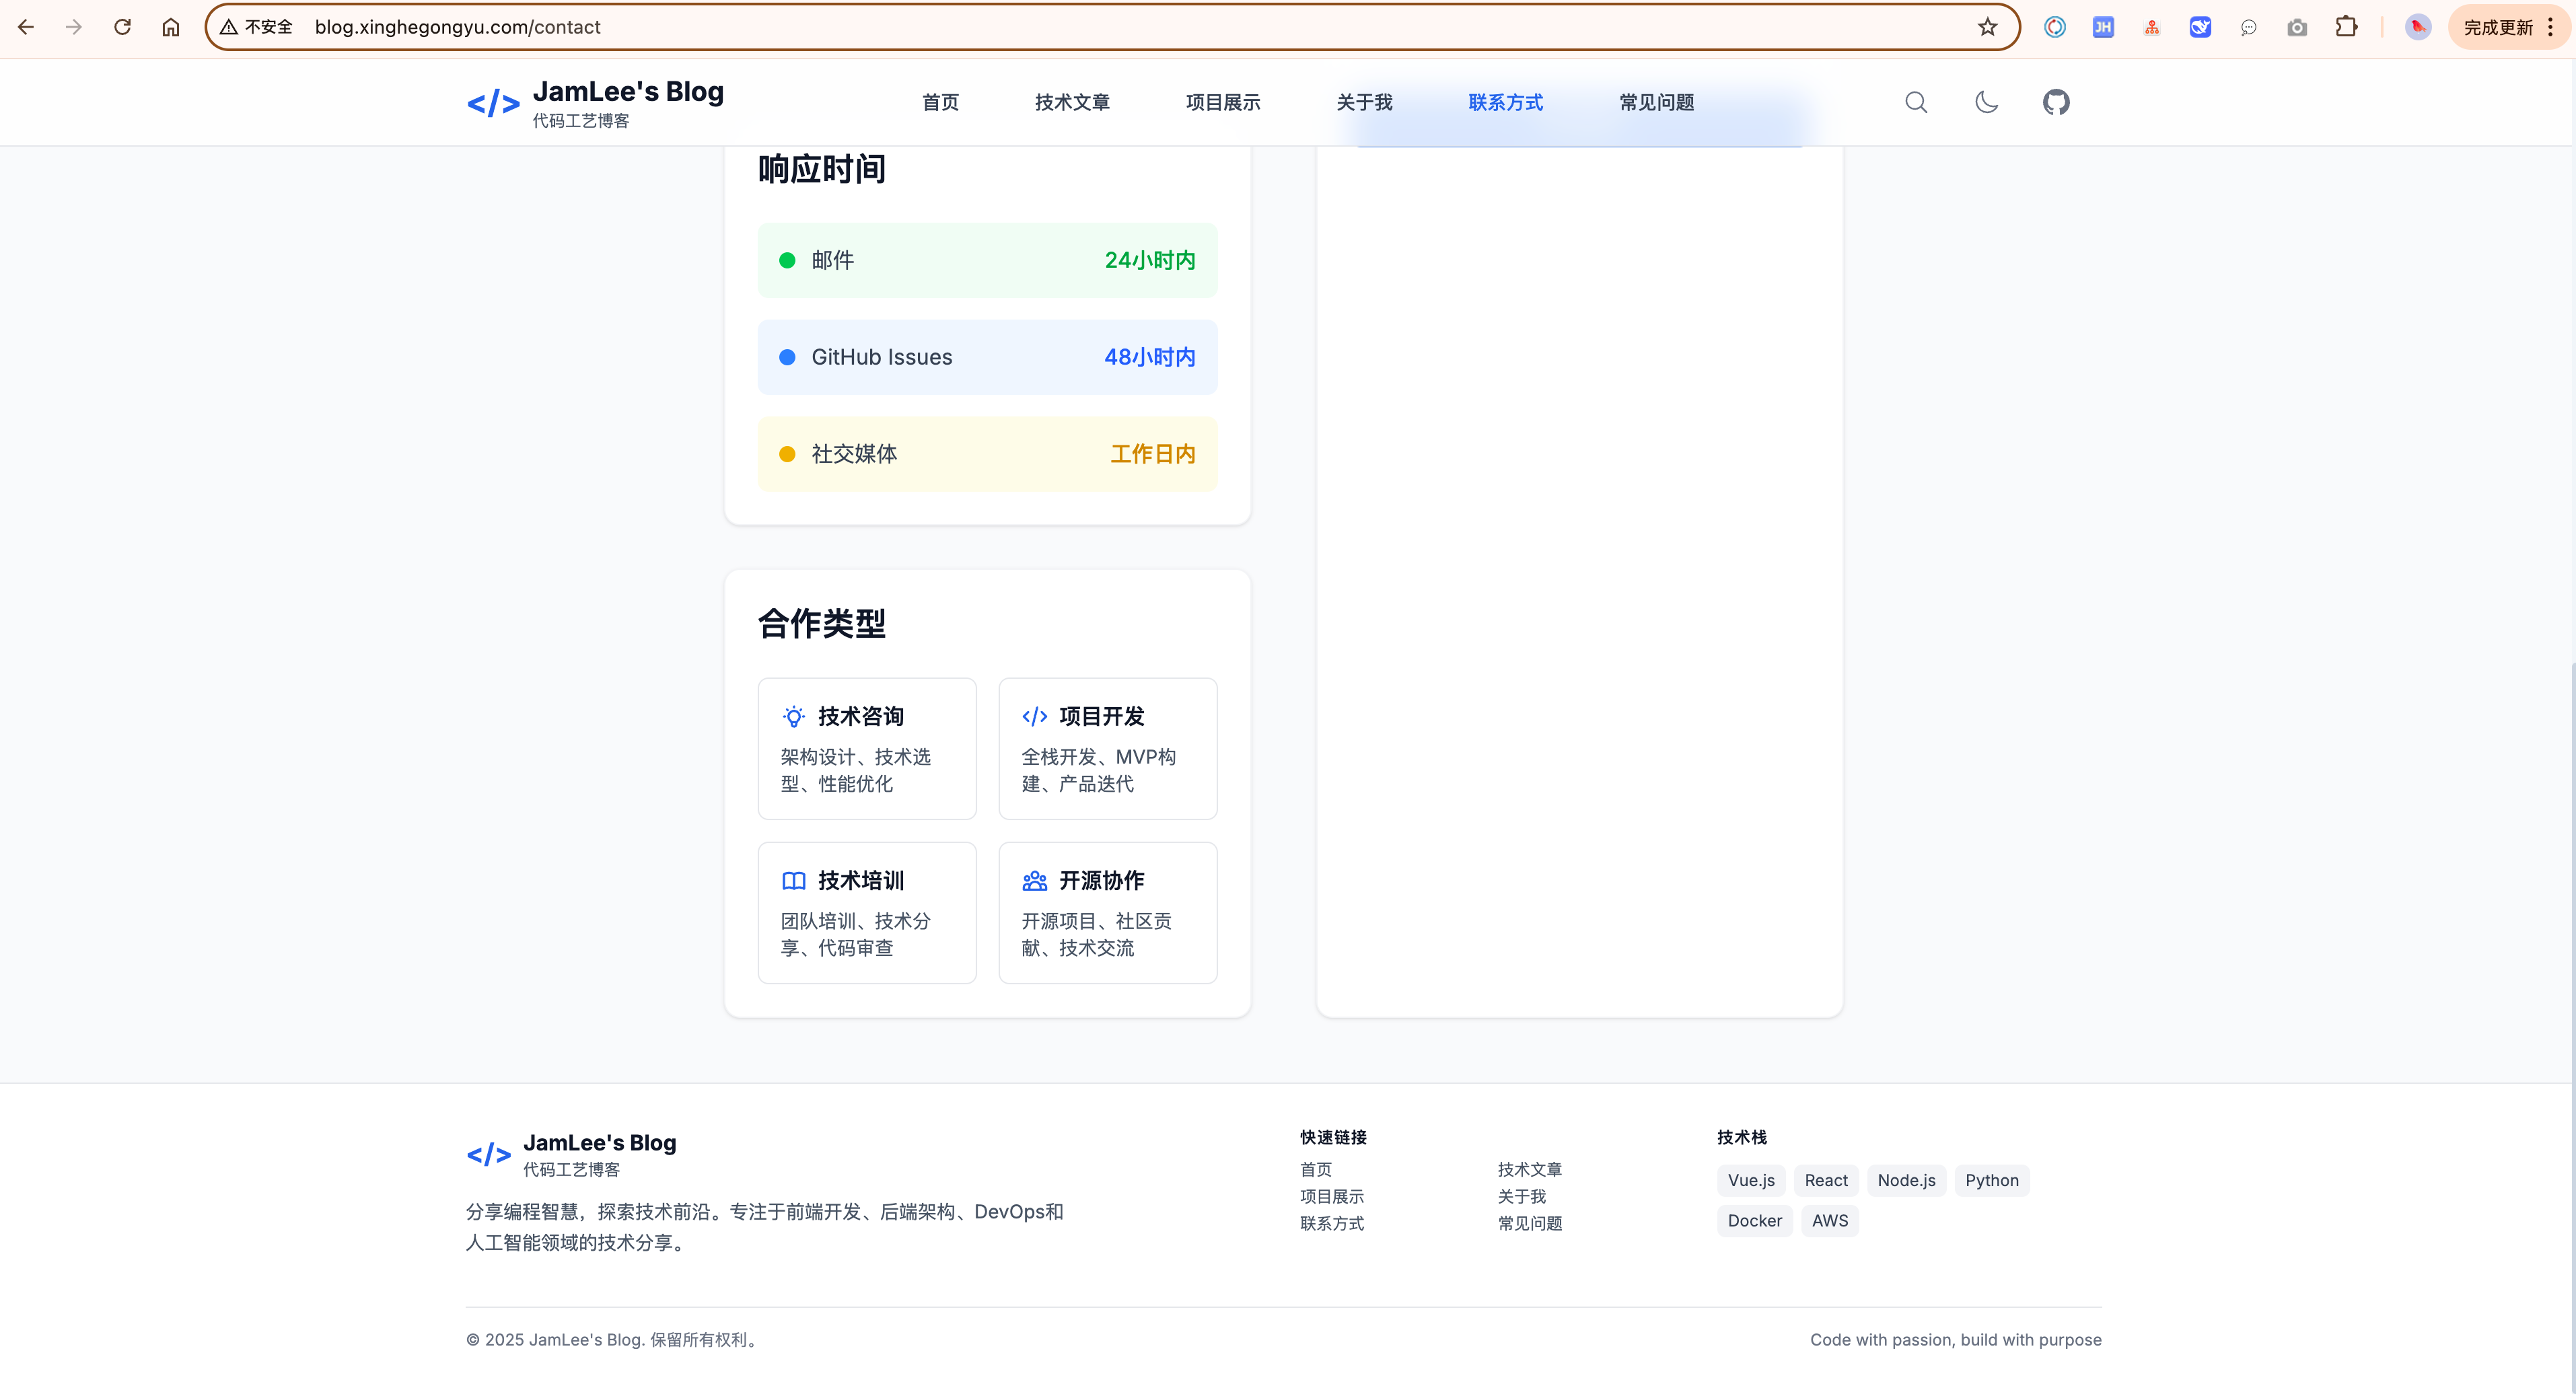 不安全 blog.xinghegongyu.com/contact
完成更新
JamLee's Blog
代码工艺博客
首页 技术文章 项目展示 关于我 联系方式 常见问题
响应时间
邮件 24小时内
GitHub Issues 48小时内
社交媒体 工作日内
合作类型
技术咨询
架构设计、技术选
型、性能优化
项目开发
全栈开发、MVP构
建、产品迭代
技术培训
团队培训、技术分
享、代码审查
开源协作
开源项目、社区贡
献、技术交流
JamLee's Blog
代码工艺博客
分享编程智慧，探索技术前沿。专注于前端开发、后端架构、DevOps和
人工智能领域的技术分享。
快速链接
首页 技术文章
项目展示 关于我
联系方式 常见问题
技术栈
Vue.js React Node.js Python
Docker AWS
© 2025 JamLee's Blog. 保留所有权利。
Code with passion, build with purpose